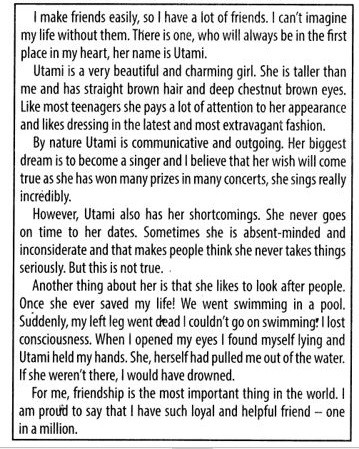 I make friends easily, so I have a lot of friends. I can't imagine
my life without them. There is one, who will always be in the first
place in my heart, her name is Utami.
Utami is a very beautiful and charming girl. She is taller than
me and has straight brown hair and deep chestnut brown eyes.
Like most teenagers she pays a lot of attention to her appearance
and likes dressing in the latest and most extravagant fashion.
By nature Utami is communicative and outgoing. Her biggest
dream is to become a singer and I believe that her wish will come
true as she has won many prizes in many concerts, she sings really
incredibly.
However, Utami also has her shortcomings. She never goes
on time to her dates. Sometimes she is absent-minded and
inconsiderate and that makes people think she never takes things
seriously. But this is not true.
Another thing about her is that she likes to look after people.
Once she ever saved my life! We went swimming in a pool.
Suddenly, my left leg went dead I couldn't go on swimming! I lost
consciousness. When I opened my eyes I found myself lying and
Utami held my hands. She, herself had pulled me out of the water.
If she weren't there, I would have drowned.
For me, friendship is the most important thing in the world. I
am proud to say that I have such loyal and helpful friend – one
in a million.